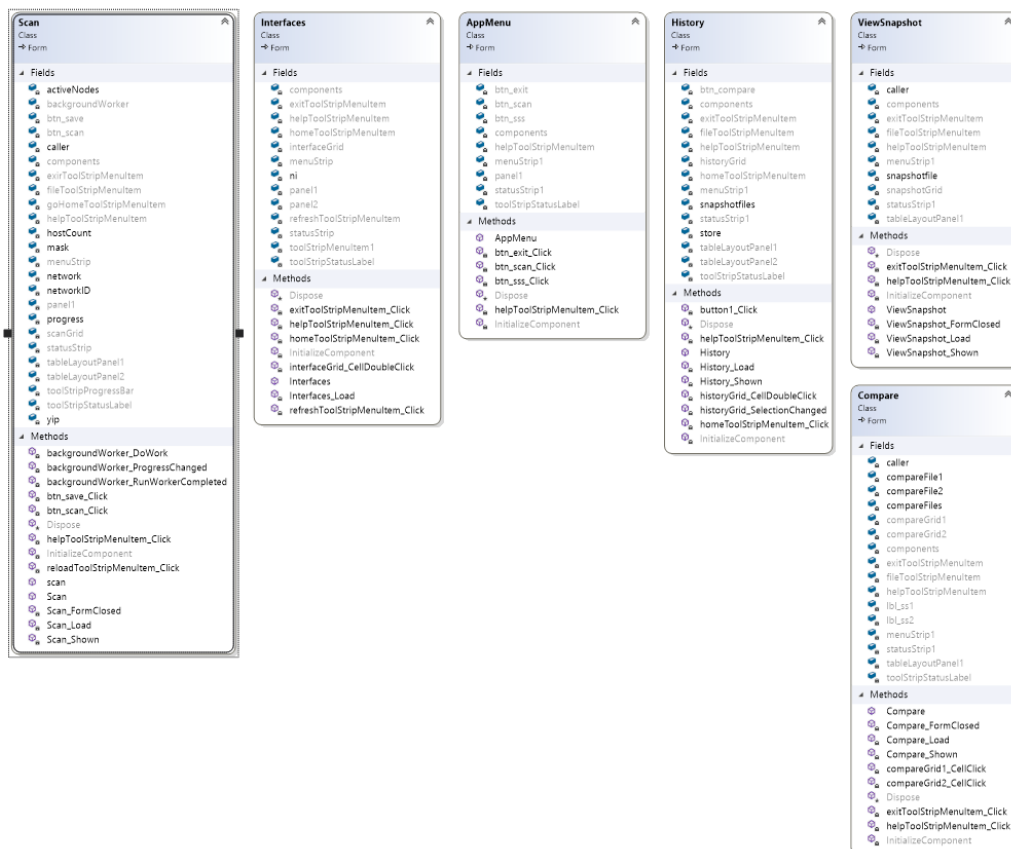 Scan
Class
Form
Fields
activeNodes
backgroundWorker
btn_save
btn_scan
caller
components
exirToolStripMenuItem
fileToolStripMenuItem
goHomeToolStripMenuItem
helpToolStripMenuItem
hostCount
mask
menuStrip
network
networkID
panel1
progress
scanGrid
statusStrip
tableLayoutPanel1
tableLayoutPanel2
toolStripProgressBar
toolStripStatusLabel
yip
Methods
backgroundWorker_DoWork
backgroundWorker_ProgressChanged
backgroundWorker_RunWorkerCompleted
btn_save_Click
btn_scan_Click
Dispose
helpToolStripMenuItem_Click
InitializeComponent
reloadToolStripMenuItem_Click
scan
Scan
Scan_FormClosed
Scan_Load
Scan_Shown
Interfaces
Class
Form
Fields
components
exitToolStripMenuItem
helpToolStripMenuItem
homeToolStripMenuItem
interfaceGrid
menuStrip
ni
panel1
panel2
refreshToolStripMenuItem
statusStrip
toolStripMenuItem1
toolStripStatusLabel
Methods
Dispose
exitToolStripMenuItem_Click
helpToolStripMenuItem_Click
homeToolStripMenuItem_Click
InitializeComponent
interfaceGrid_CellDoubleClick
Interfaces
Interfaces_Load
refreshToolStripMenuItem_Click
AppMenu
Class
Form
Fields
btn_exit
btn_scan
btn_sss
components
helpToolStripMenuItem
menuStrip1
panel1
statusStrip1
toolStripStatusLabel
Methods
AppMenu
btn_exit_Click
btn_scan_Click
btn_sss_Click
Dispose
helpToolStripMenuItem_Click
InitializeComponent
History
Class
Form
Fields
btn_compare
components
exitToolStripMenuItem
fileToolStripMenuItem
helpToolStripMenuItem
historyGrid
homeToolStripMenuItem
menuStrip1
snapshotfiles
statusStrip1
store
tableLayoutPanel1
tableLayoutPanel2
toolStripStatusLabel
Methods
button1_Click
Dispose
helpToolStripMenuItem_Click
History
History_Load
History_Shown
historyGrid_CellDoubleClick
historyGrid_SelectionChanged
homeToolStripMenuItem_Click
InitializeComponent
ViewSnapshot
Class
Form
Fields
caller
components
exitToolStripMenuItem
fileToolStripMenuItem
helpToolStripMenuItem
menuStrip1
snapshotfile
snapshotGrid
statusStrip1
tableLayoutPanel1
Methods
Dispose
exitToolStripMenuItem_Click
helpToolStripMenuItem_Click
InitializeComponent
ViewSnapshot
ViewSnapshot_FormClosed
ViewSnapshot_Load
ViewSnapshot_Shown
Compare
Class
Form
Fields
caller
compareFile1
compareFile2
compareFiles
compareGrid1
compareGrid2
components
exitToolStripMenuItem
fileToolStripMenuItem
helpToolStripMenuItem
lbl_ss1
lbl_ss2
menuStrip1
statusStrip1
tableLayoutPanel1
toolStripStatusLabel
Methods
Compare
Compare_FormClosed
Compare_Load
Compare_Shown
compareGrid1_CellClick
compareGrid2_CellClick
Dispose
exitToolStripMenuItem_Click
helpToolStripMenuItem_Click
InitializeComponent